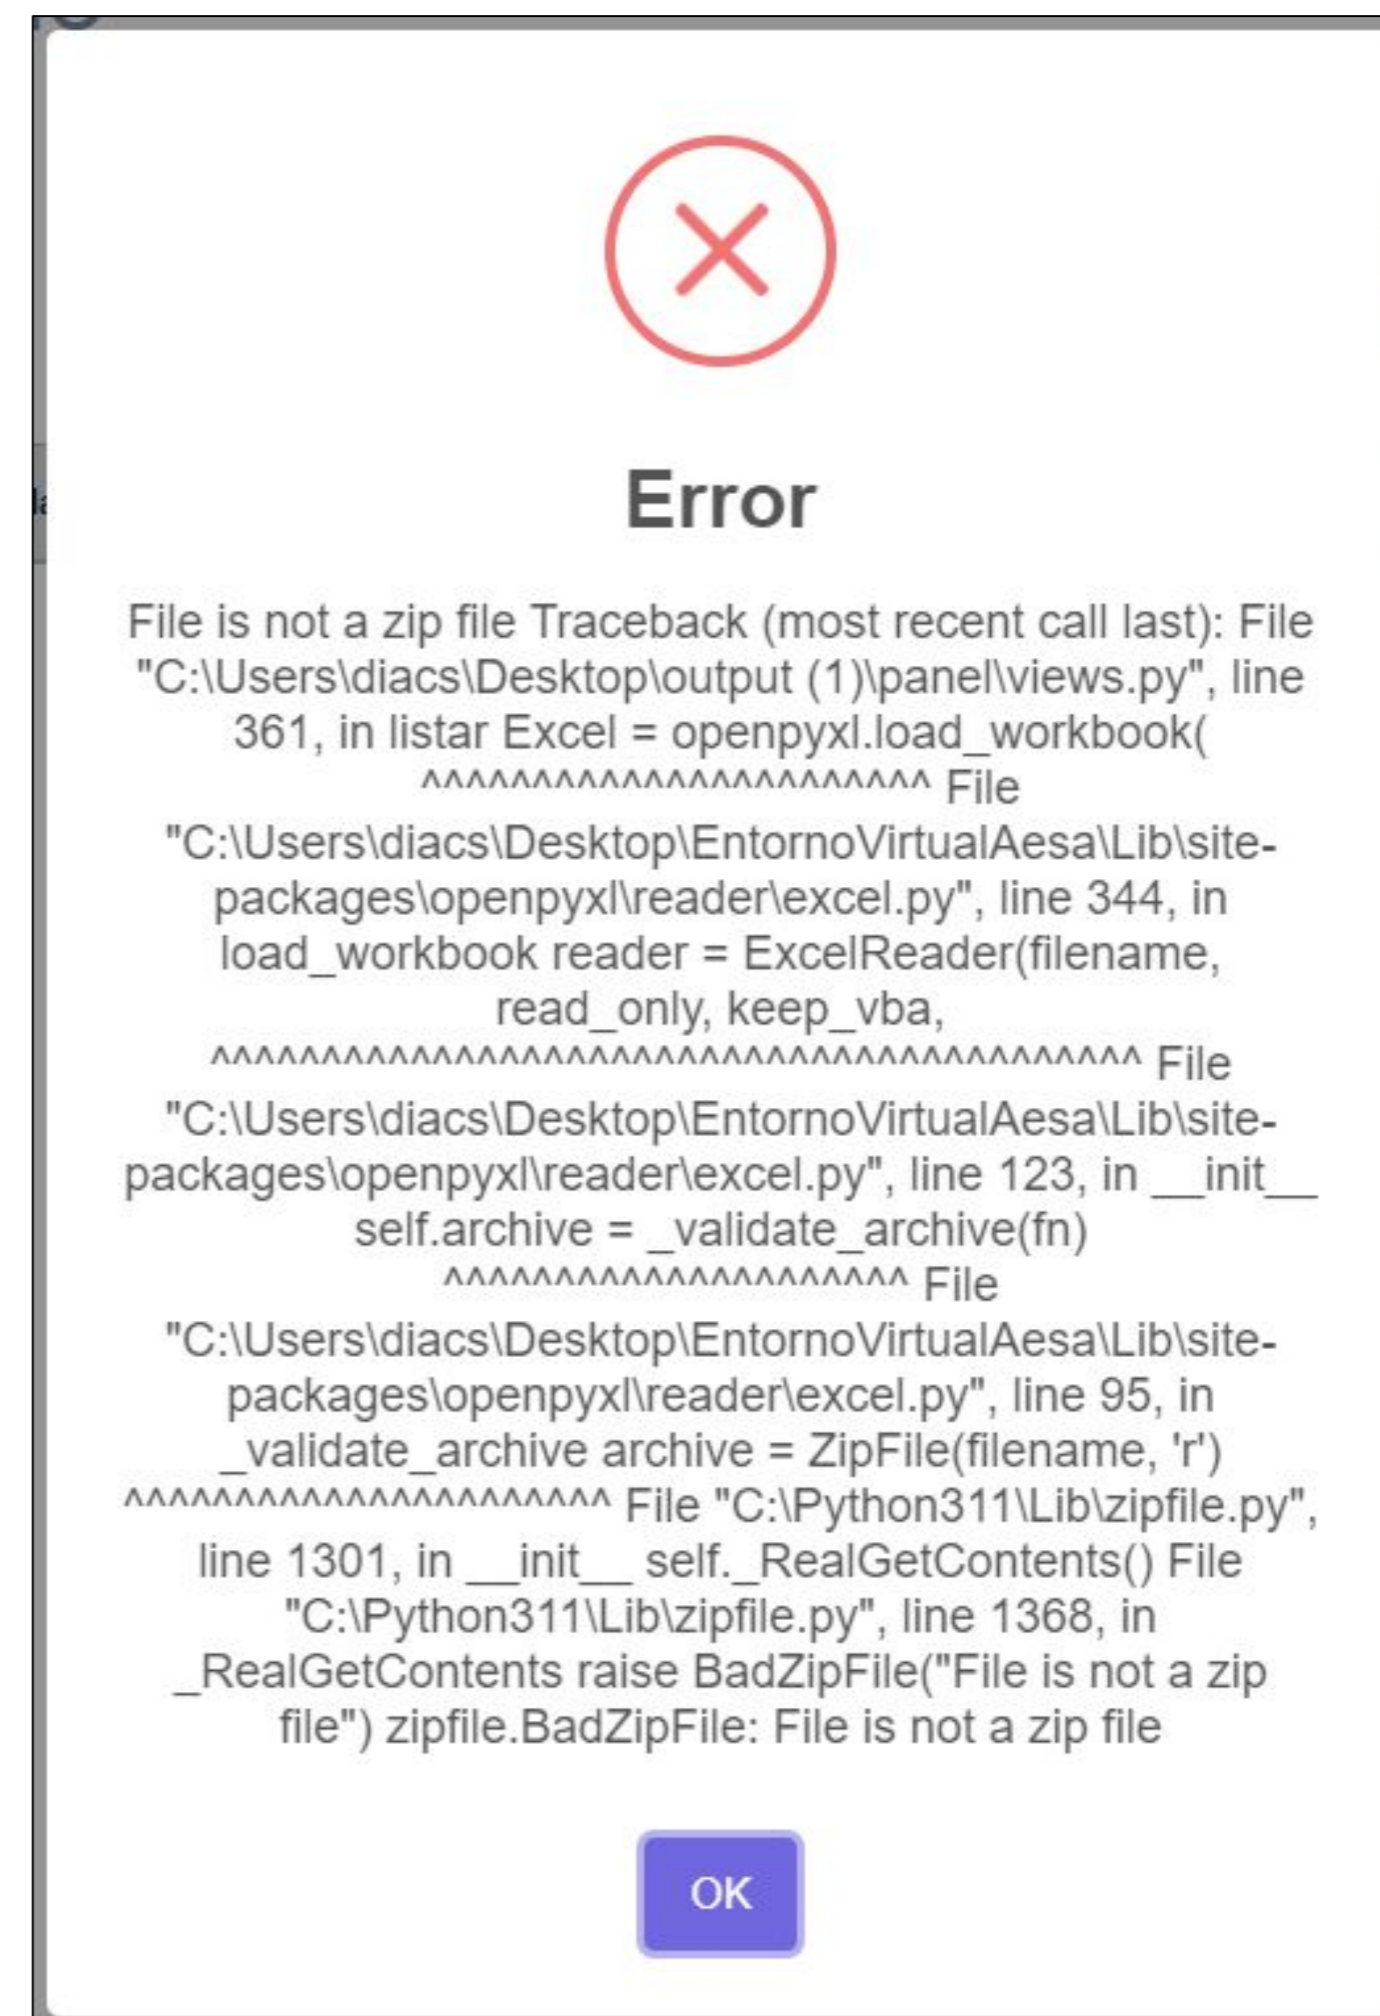 Error
File is not a zip file Traceback (most recent call last): File
"C:\Users\diacs\Desktop\output (1)\panel\views.py", line
361, in listar Excel = openpyxl.load_workbook(
^^^^^^^^^^^^^^^^^^^^^^^ File
"C:\Users\diacs\Desktop\EntornoVirtualAesa\Lib\site-
packages\openpyxl\reader\excel.py", line 344, in
load_workbook reader = ExcelReader(filename,
read_only, keep_vba,
^^^^^^^^^^^^^^^^^^^^^^^^^^^^^^^^^^^^^^^^^^ File
"C:\Users\diacs\Desktop\EntornoVirtualAesa\Lib\site-
packages\openpyxl\reader\excel.py", line 123, in __init__
self.archive = _validate_archive(fn)
^^^^^^^^^^^^^^^^^^^^^ File
"C:\Users\diacs\Desktop\EntornoVirtualAesa\Lib\site-
packages\openpyxl\reader\excel.py", line 95, in
_validate_archive archive = ZipFile(filename, 'r')
^^^^^^^^^^^^^^^^^^^^^^ File "C:\Python311\Lib\zipfile.py",
line 1301, in __init__ self._RealGetContents() File
"C:\Python311\Lib\zipfile.py", line 1368, in
_RealGetContents raise BadZipFile("File is not a zip
file") zipfile.BadZipFile: File is not a zip file
OK